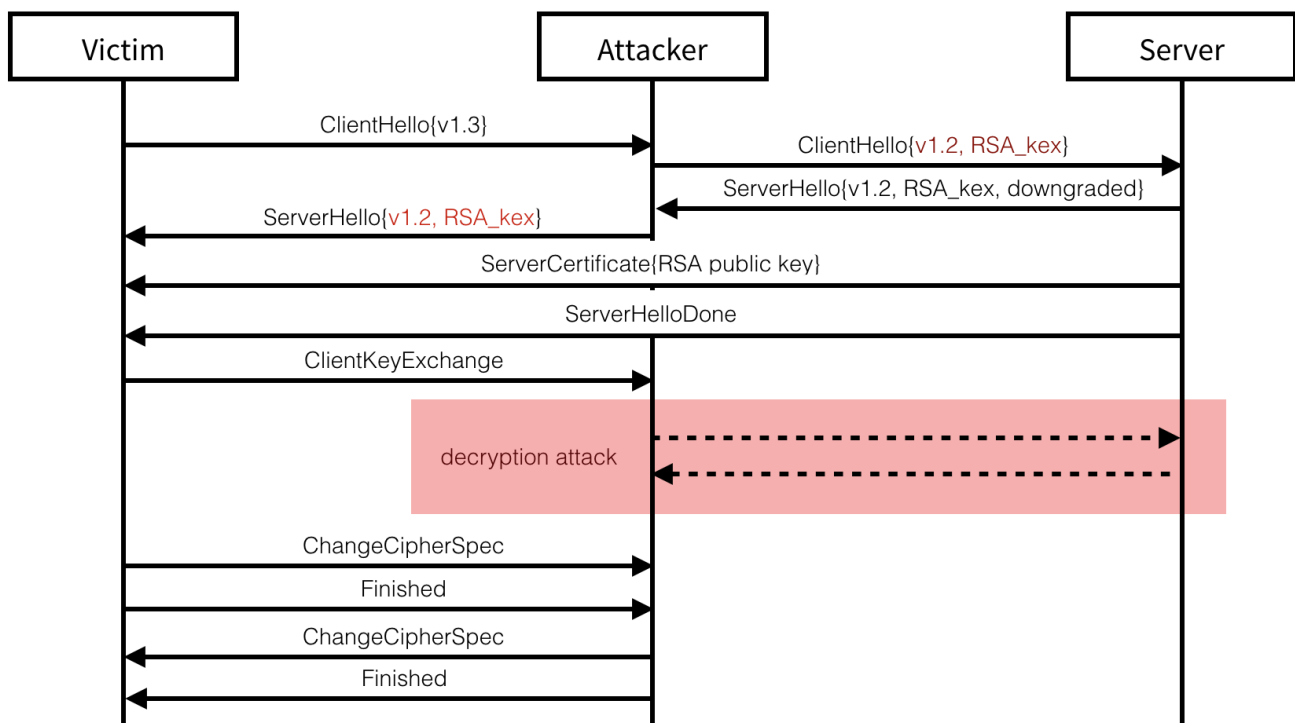 Victim
Attacker
Server
ClientHello{v1.3}
ClientHello{v1.2, RSA_kex}
ServerHello{v1.2, RSA_kex, downgraded}
ServerHello{v1.2, RSA_kex}
ServerCertificate{RSA public key}
ServerHelloDone
ClientKeyExchange
decryption attack
ChangeCipherSpec
Finished
ChangeCipherSpec
Finished